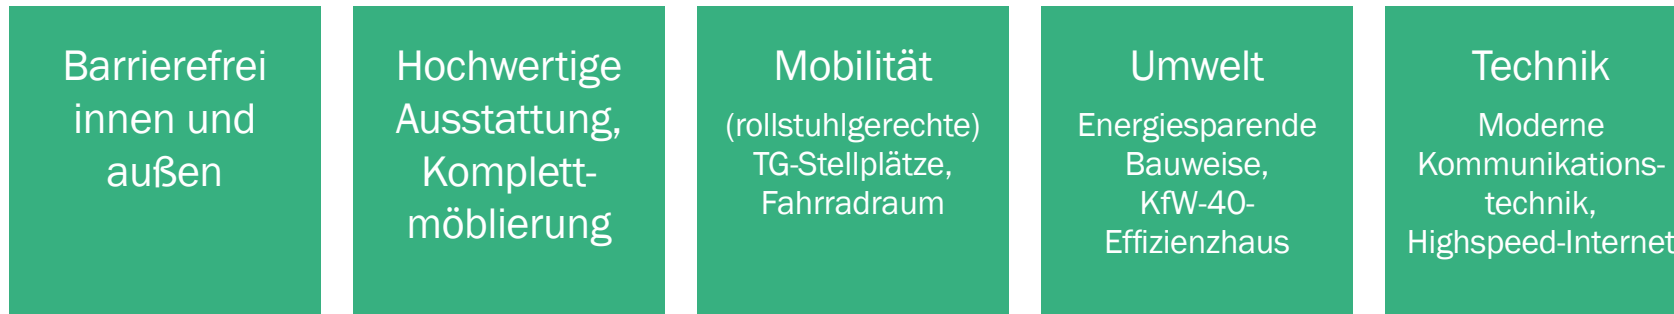 Barrierefrei
innen und
außen
Hochwertige
Ausstattung,
Komplett-
möblierung
Mobilität
(rollstuhlgerechte)
TG-Stellplätze,
Fahrradraum
Umwelt
Energiesparende
Bauweise,
KfW-40-
Effizienzhaus
Technik
Moderne
Kommunikations-
technik,
Highspeed-Internet